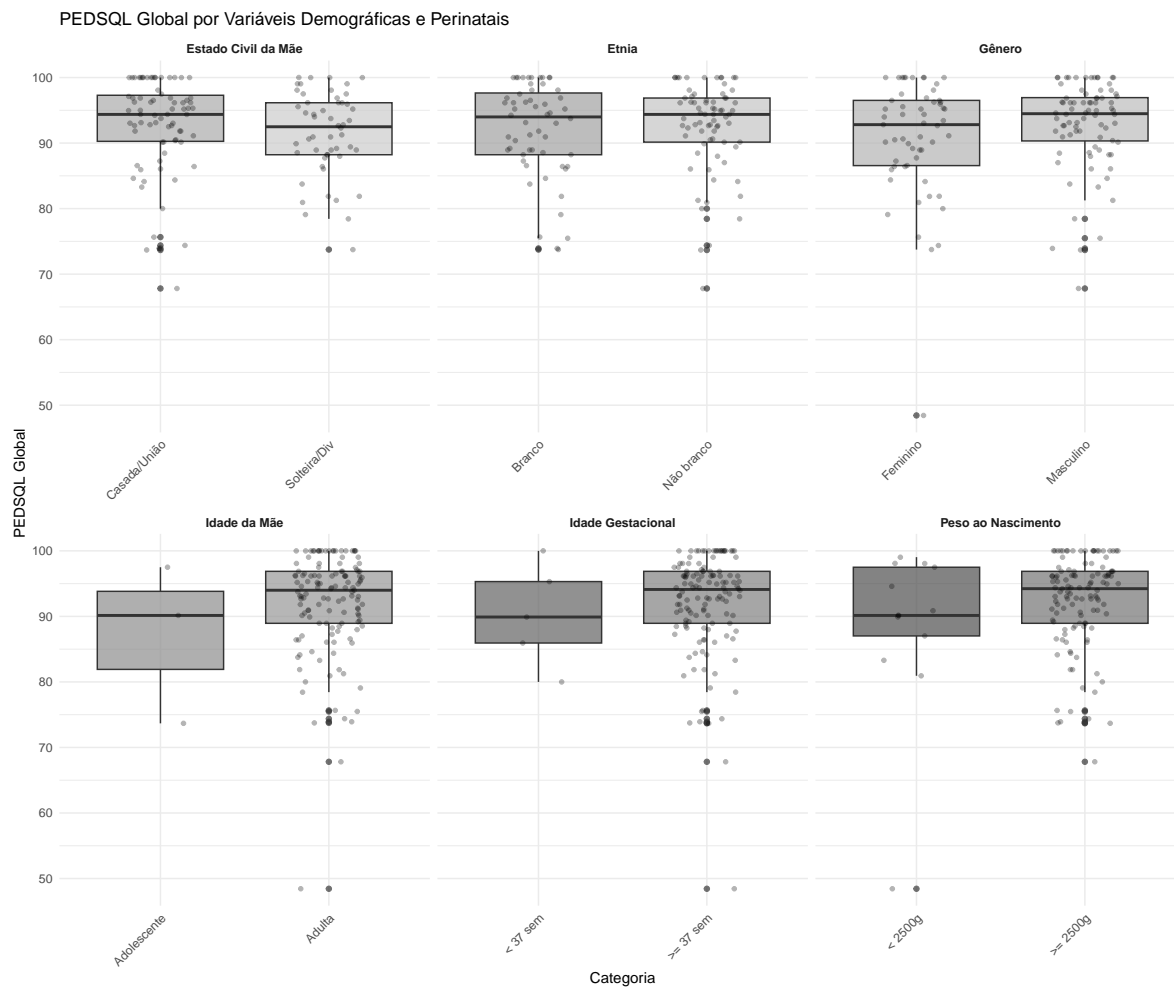 PEDSQL Global por Variáveis Demográficas e Perinatais
Estado Civil da Mãe
Etnia
Gênero
100
90
80
70
60
50
Casada/União
Solteira/Div
Branco
Não branco
Feminino
Masculino
PEDSQL Global
Idade da Mãe
Idade Gestacional
Peso ao Nascimento
100
90
80
70
60
50
Adolescente
Adulta
< 37 sem
>= 37 sem
< 2500g
>= 2500g
Categoria